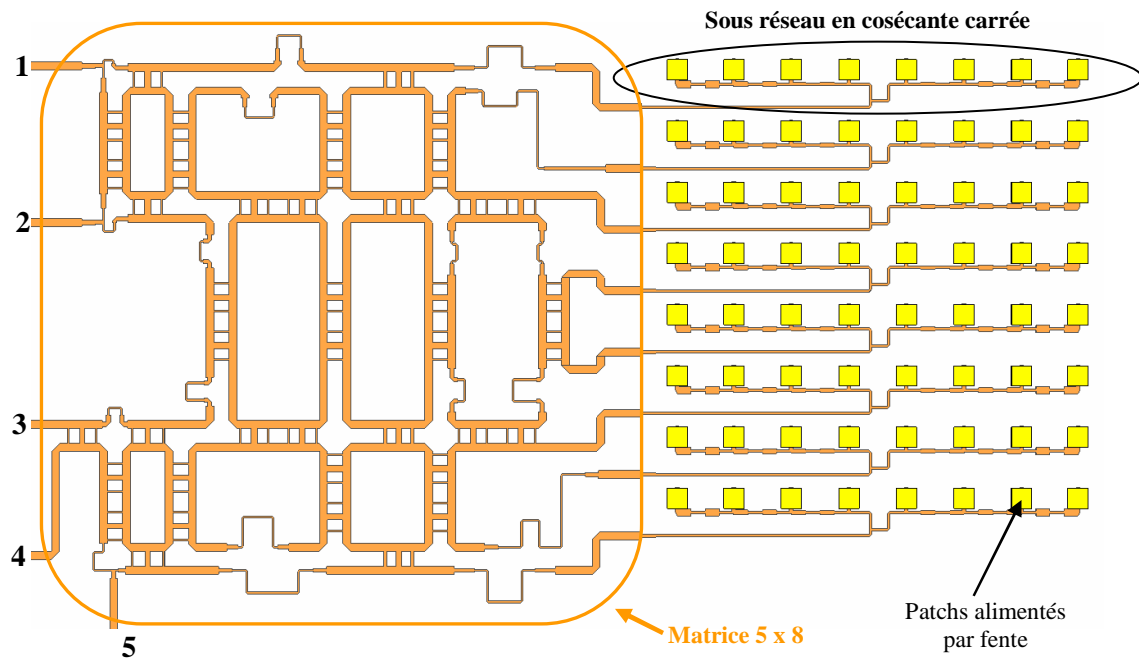 Sous réseau en cosécante carrée
1
2
3
4
5
Matrice 5 x 8
Patchs alimentés
par fente